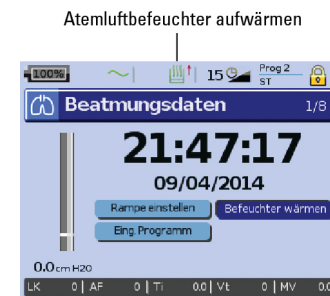 Atemluftbefeuchter aufwärmen
100% 15 Prog 2
ST
Beatmungsdaten 1/8
21:47:17
09/04/2014
Rampe einstellen Befeuchter wärmen
Eing. Programm
0.0 cm H2O
LK 0 AF 0 Ti 0.0 Vt 0 MV 0.0